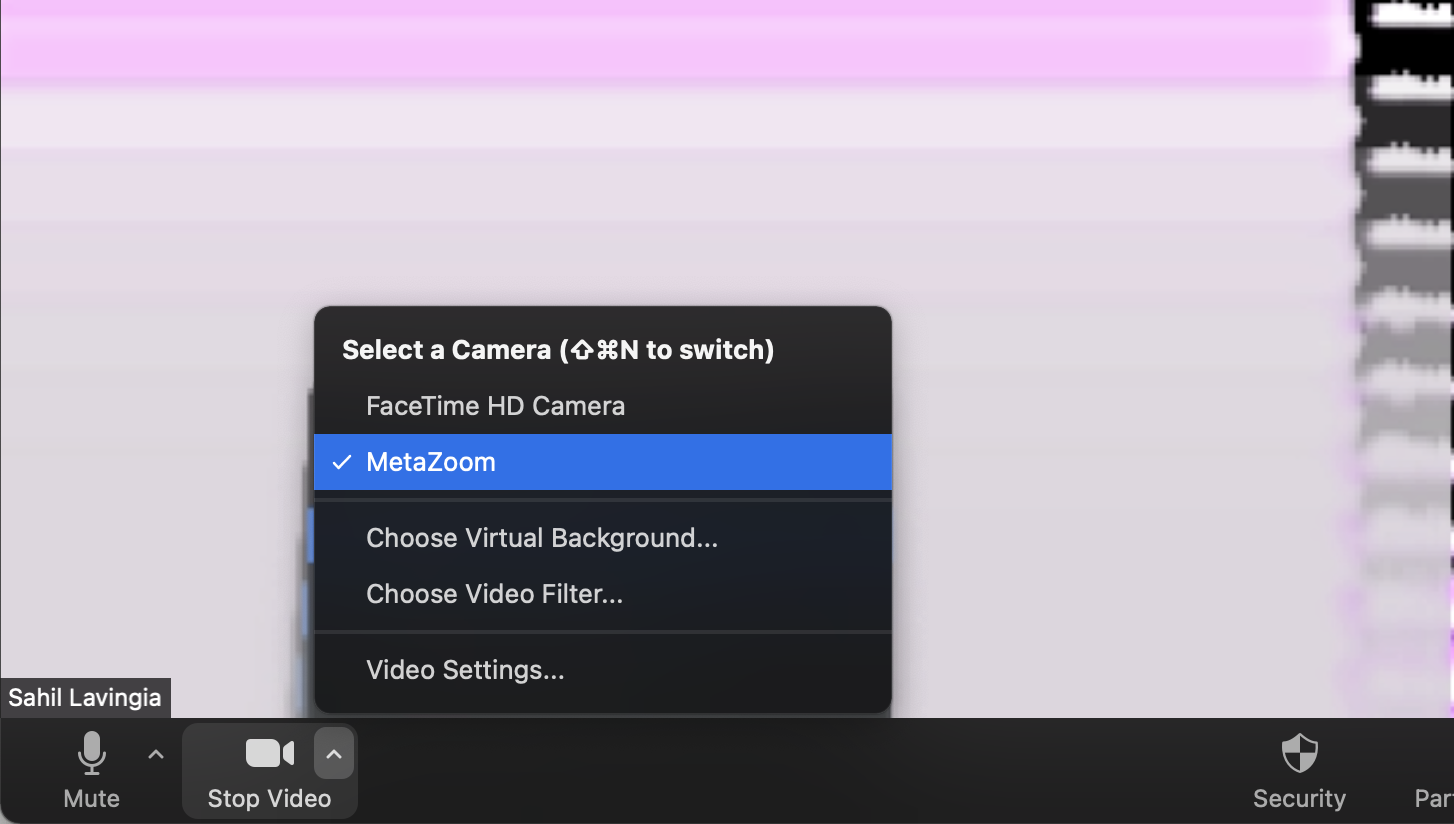 Select a Camera (⇧⌘N to switch)
FaceTime HD Camera
✓ MetaZoom
Choose Virtual Background...
Choose Video Filter...
Video Settings...
Sahil Lavingia
Mute
Stop Video
Security
Par